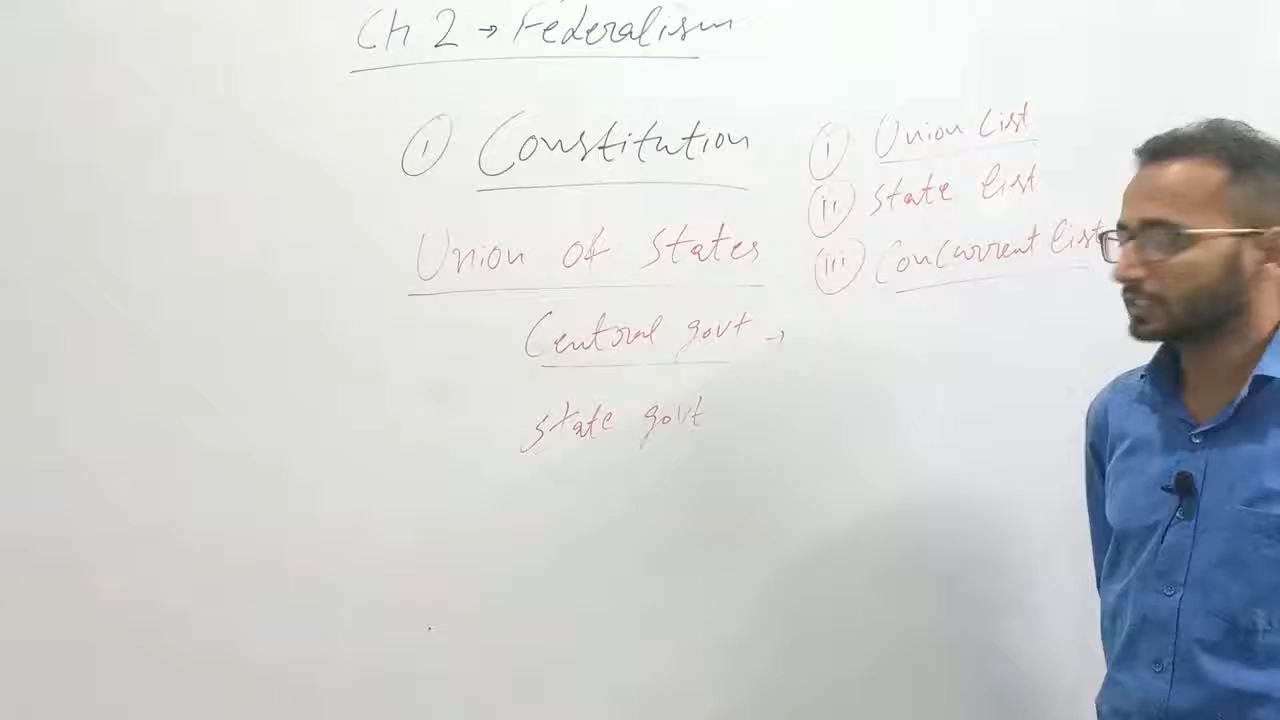 Ch 2 → Federalism
① Constitution
Union of States
Central govt →
State govt
(i) Union List
(ii) State list
(iii) Concurrent list